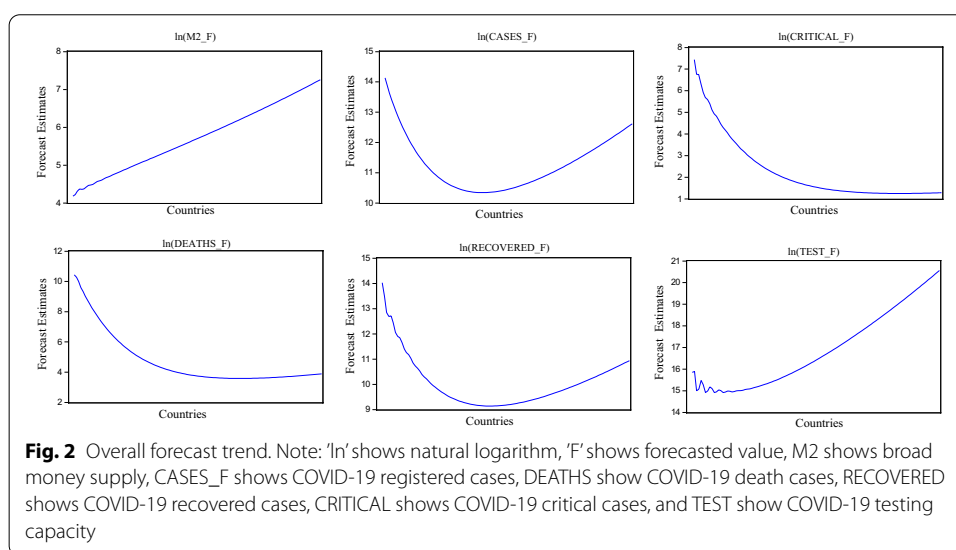 ln(M2_F)
8
7
6
5
4
Forecast Estimates
Countries
ln(CASES_F)
15
14
13
12
11
10
Forecast Estimates
Countries
ln(CRITICAL_F)
8
7
6
5
4
3
2
1
Forecast Estimates
Countries
ln(DEATHS_F)
12
10
8
6
4
2
Forecast Estimates
Countries
ln(RECOVERED_F)
15
14
13
12
11
10
9
Forecast Estimates
Countries
ln(TEST_F)
21
20
19
18
17
16
15
14
Forecast Estimates
Countries
Fig. 2 Overall forecast trend. Note: 'ln' shows natural logarithm, 'F' shows forecasted value, M2 shows broad
money supply, CASES_F shows COVID-19 registered cases, DEATHS show COVID-19 death cases, RECOVERED
shows COVID-19 recovered cases, CRITICAL shows COVID-19 critical cases, and TEST show COVID-19 testing
capacity